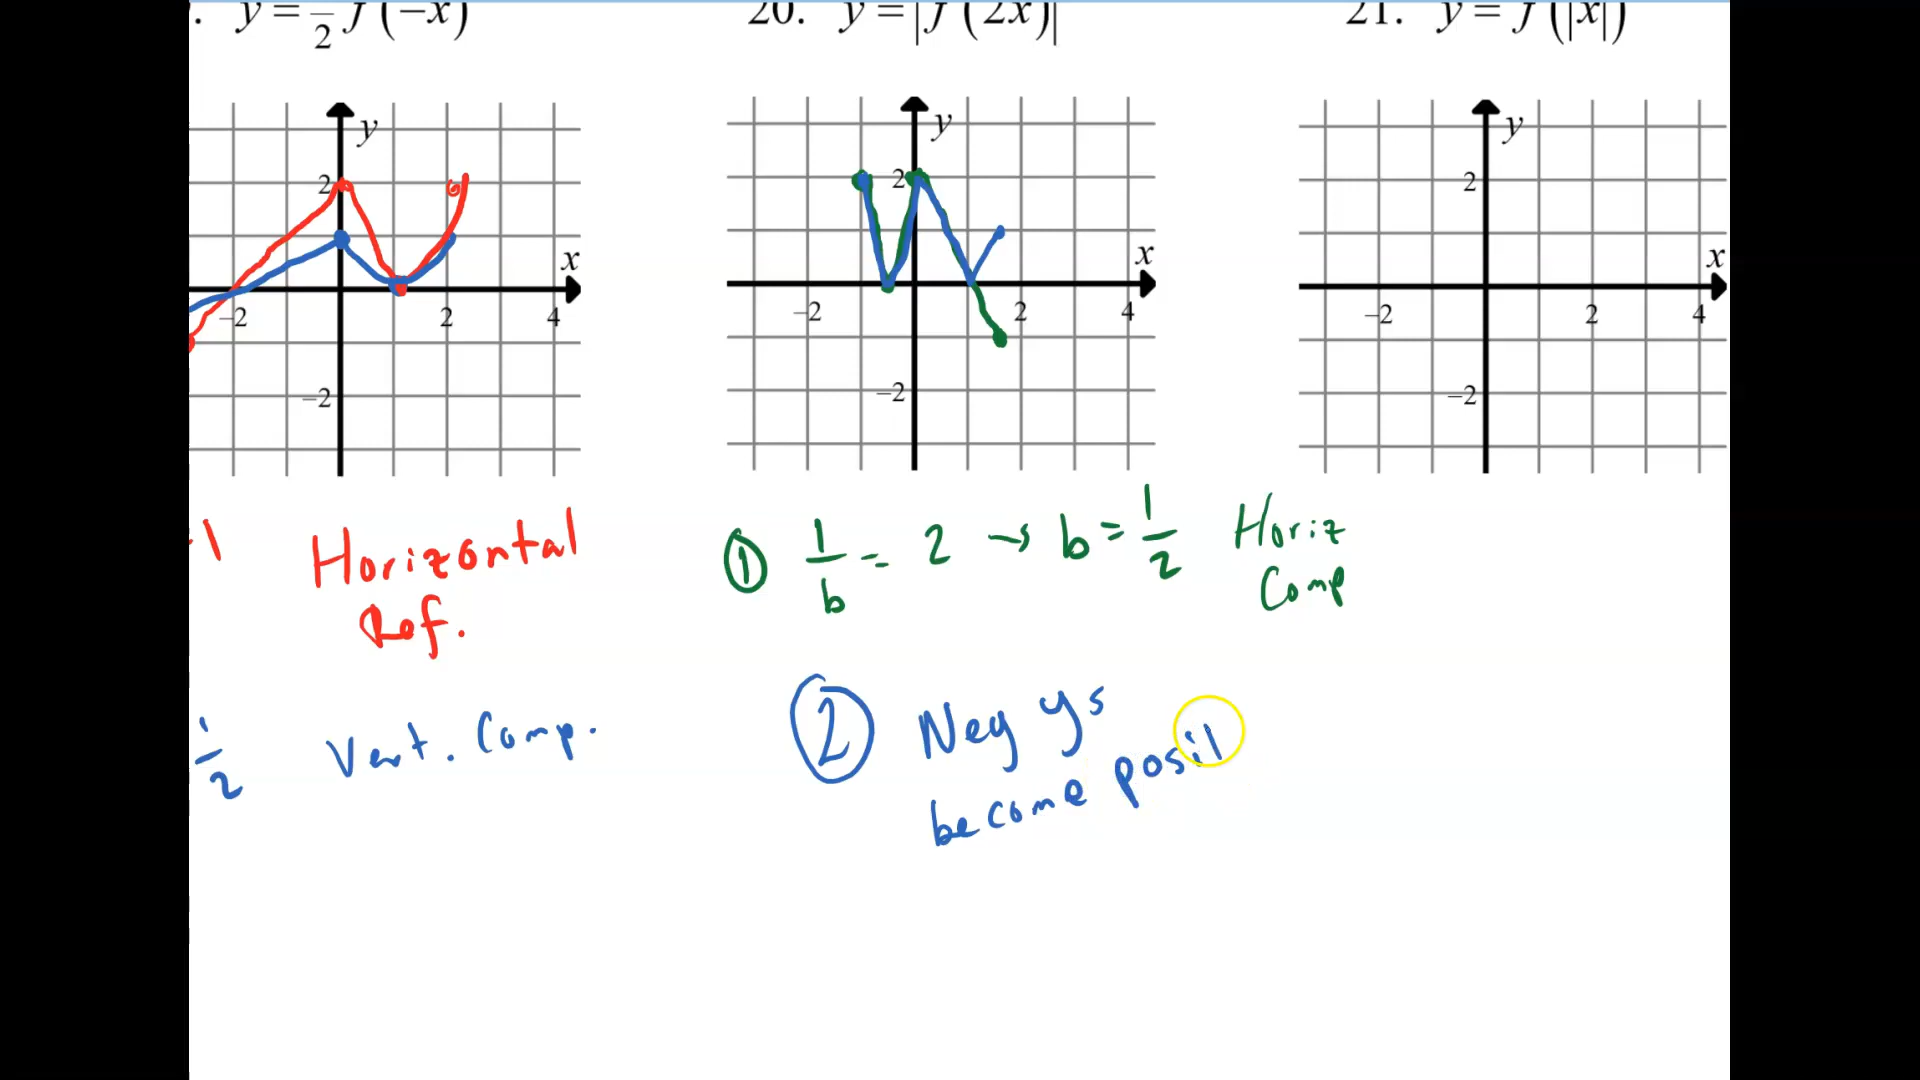 . y = 1/2 f(−x)
20. y = |f(2x)|
21. y = f(|x|)
y
2
x
−2
2
4
−2
y
2
x
−2
2
4
−2
y
2
x
−2
2
4
−2
-1 Horizontal
Ref.
1/2 Vert. Comp.
① 1/b = 2 → b = 1/2 Horiz
Comp
② Neg ys
become posi